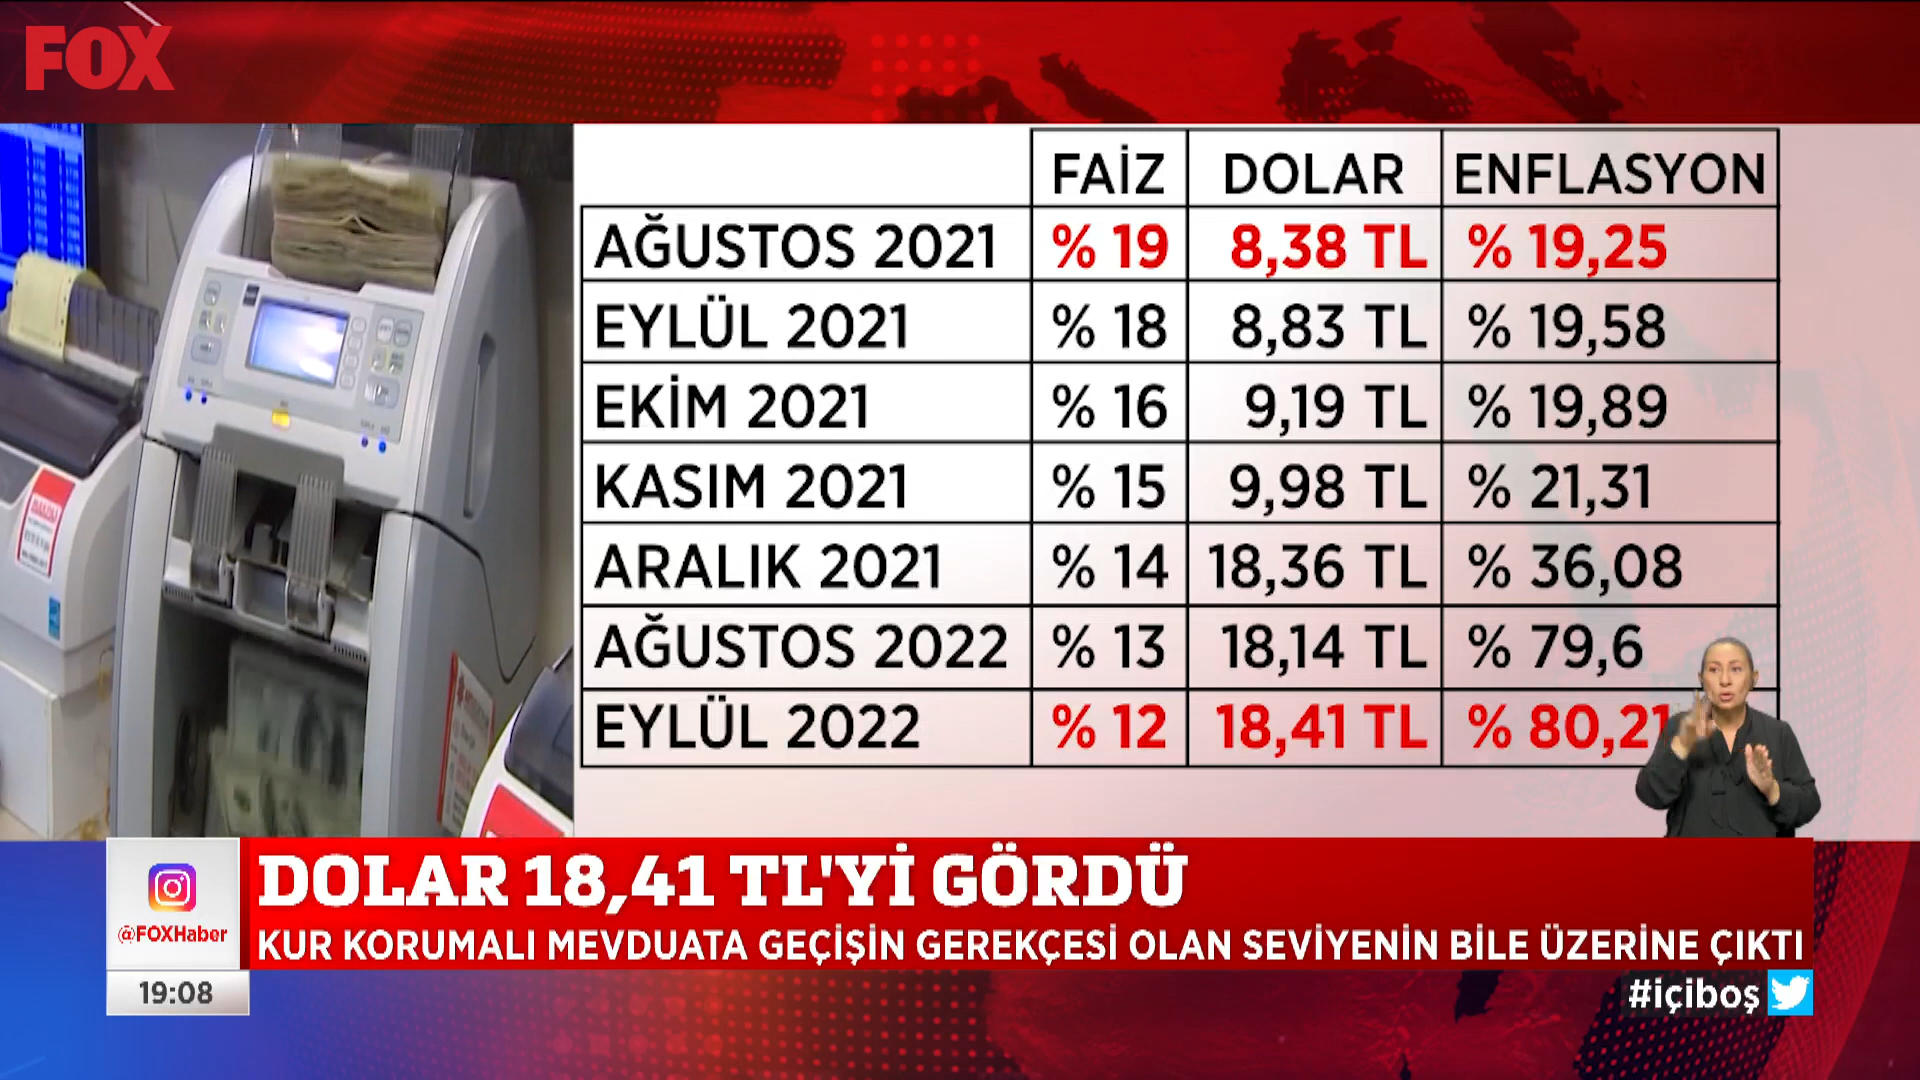 FOX
FAİZ DOLAR ENFLASYON
AĞUSTOS 2021 % 19 8,38 TL % 19,25
EYLÜL 2021 % 18 8,83 TL % 19,58
EKİM 2021 % 16 9,19 TL % 19,89
KASIM 2021 % 15 9,98 TL % 21,31
ARALIK 2021 % 14 18,36 TL % 36,08
AĞUSTOS 2022 % 13 18,14 TL % 79,6
EYLÜL 2022 % 12 18,41 TL % 80,21
DOLAR 18,41 TL'Yİ GÖRDÜ
@FOXHaber
KUR KORUMALI MEVDUATA GEÇİŞİN GEREKÇESİ OLAN SEVİYENİN BİLE ÜZERİNE ÇIKTI
19:08
#içiboş